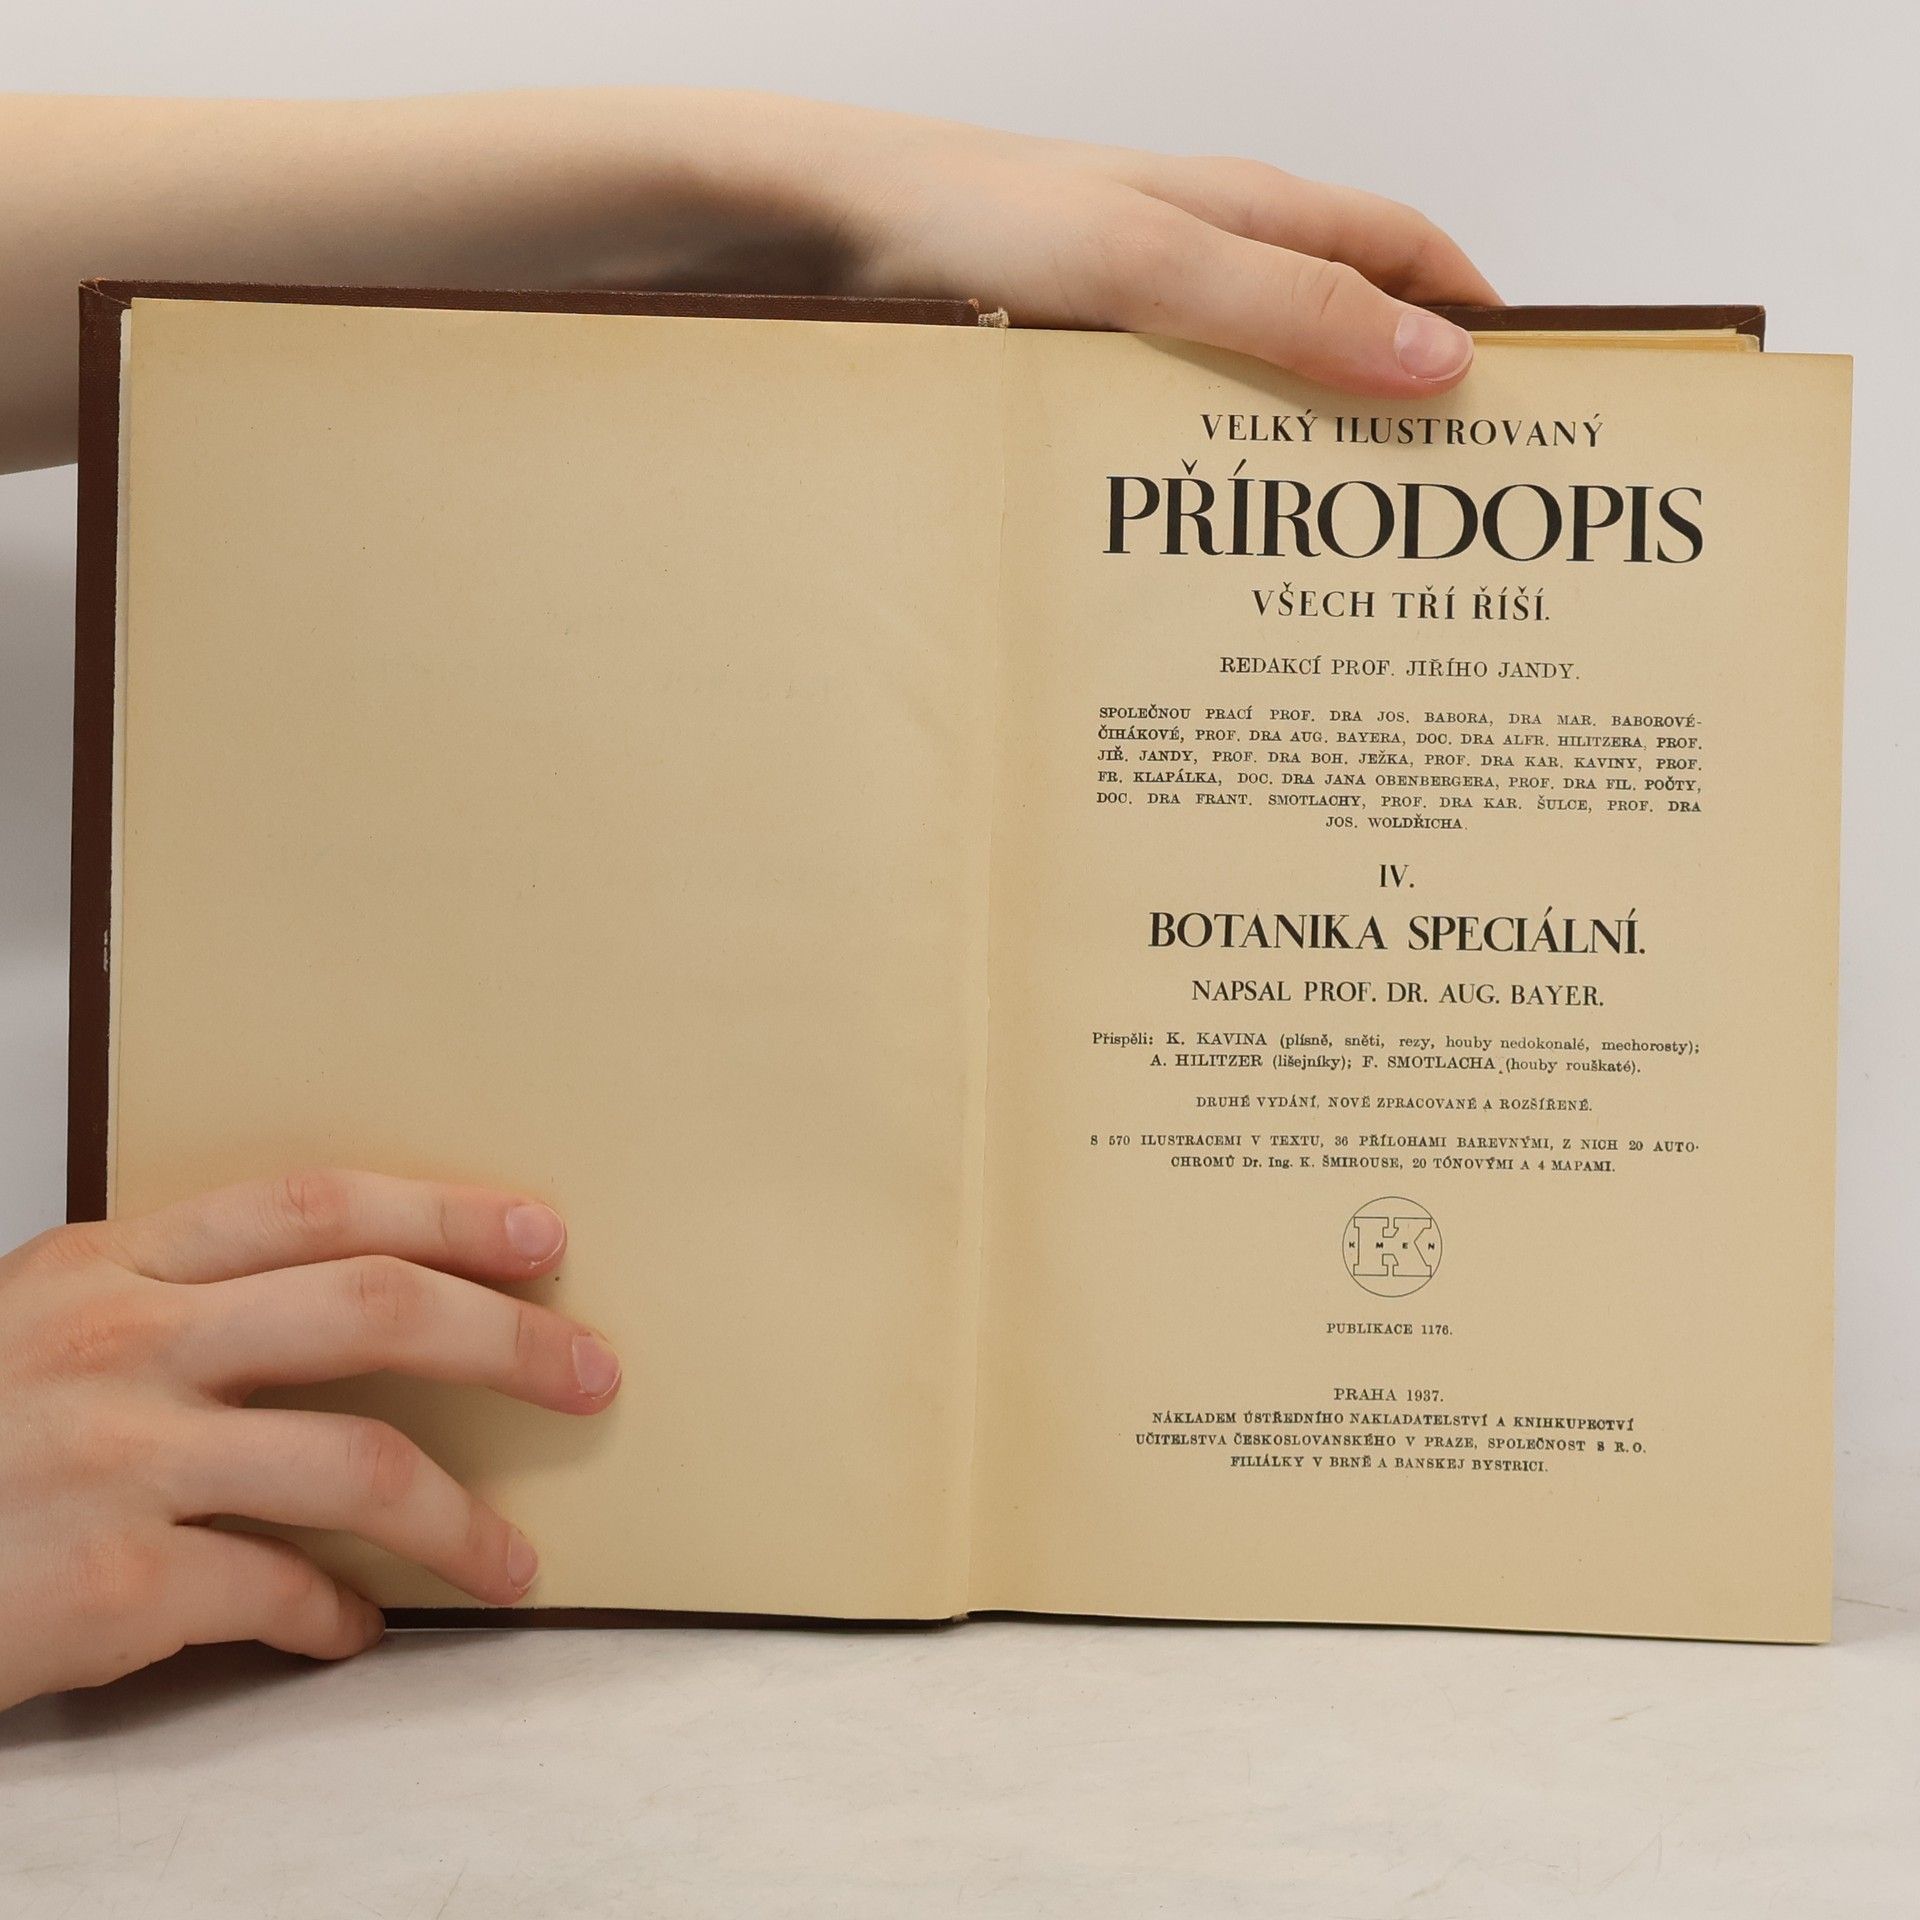 VELKÝ ILUSTROVANÝ
PŘÍRODOPIS
VŠECH TŘÍ ŘÍŠÍ.
REDAKCÍ PROF. JIŘÍHO JANDY.
SPOLEČNOU PRACÍ PROF. DRA JOS. BABORA, DRA MAR. BABOROVÉ-
ČIHÁKOVÉ, PROF. DRA AUG. BAYERA, DOC. DRA ALFR. HILITZERA, PROF.
JIŘ. JANDY, PROF. DRA BOH. JEŽKA, PROF. DRA KAR. KAVINY, PROF.
FR. KLAPÁLKA, DOC. DRA JANA OBENBERGERA, PROF. DRA FIL. POČTY,
DOC. DRA FRANT. SMOTLACHY, PROF. DRA KAR. ŠULCE, PROF. DRA
JOS. WOLDŘICHA.
IV.
BOTANIKA SPECIÁLNÍ.
NAPSAL PROF. DR. AUG. BAYER.
Přispěli: K. KAVINA (plísně, sněti, rezy, houby nedokonalé, mechorosty);
A. HILITZER (lišejníky); F. SMOTLACHA (houby rouškaté).
DRUHÉ VYDÁNÍ, NOVĚ ZPRACOVANÉ A ROZŠÍŘENÉ.
S 570 ILUSTRACEMI V TEXTU, 36 PŘÍLOHAMI BAREVNÝMI, Z NICH 20 AUTO-
CHROMŮ Dr. Ing. K. ŠMIROUSE, 20 TÓNOVÝMI A 4 MAPAMI.
K M E N
PUBLIKACE 1176.
PRAHA 1937.
NÁKLADEM ÚSTŘEDNÍHO NAKLADATELSTVÍ A KNIHKUPECTVÍ
UČITELSTVA ČESKOSLOVANSKÉHO V PRAZE, SPOLEČNOST S R. O.
FILIÁLKY V BRNĚ A BANSKEJ BYSTRICI.